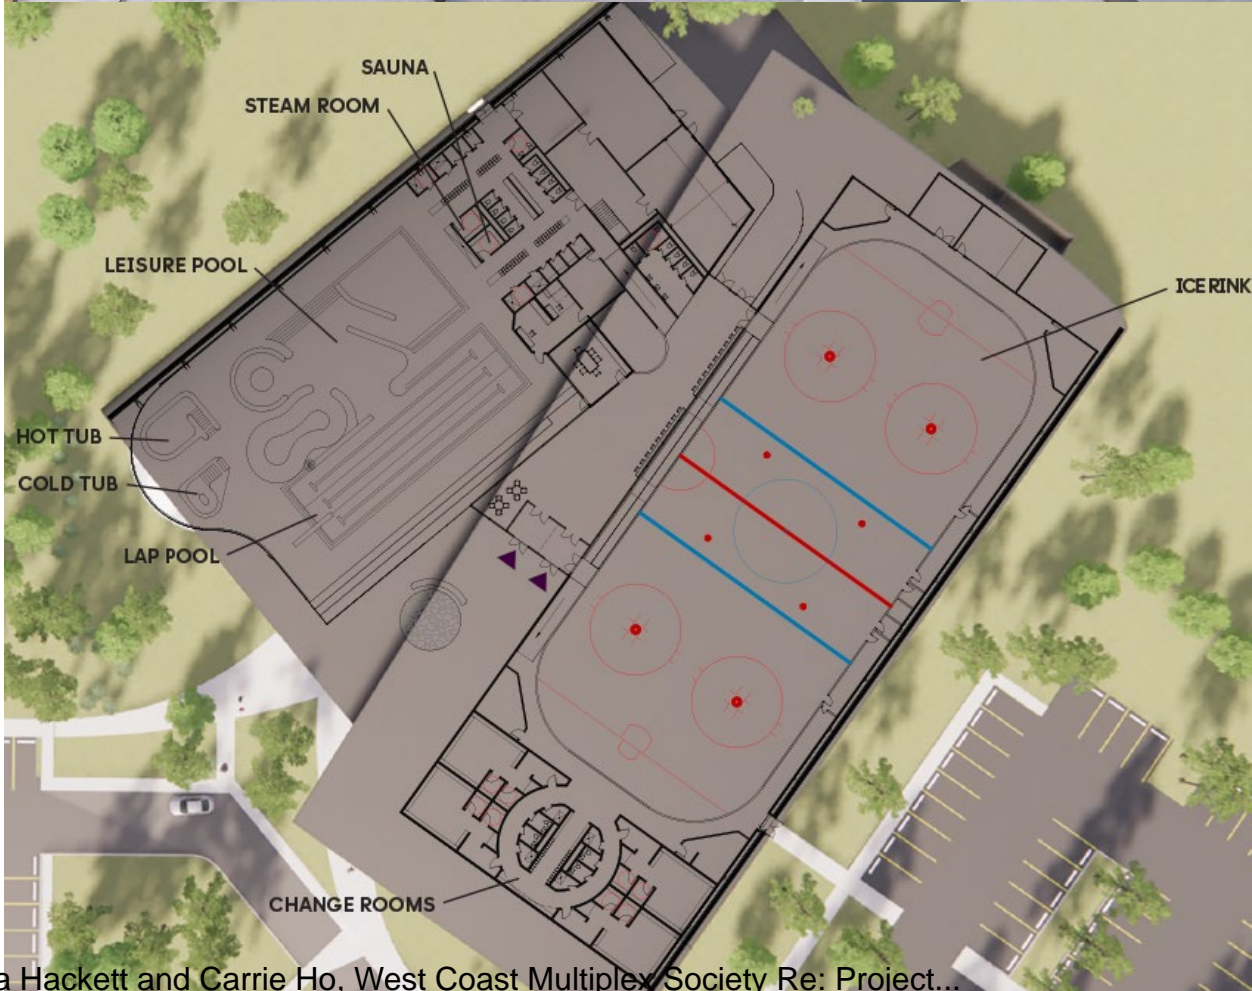 SAUNA
STEAM ROOM
LEISURE POOL
ICE RINK
HOT TUB
COLD TUB
LAP POOL
CHANGE ROOMS
a Hackett and Carrie Ho, West Coast Multiplex Society Re: Project...